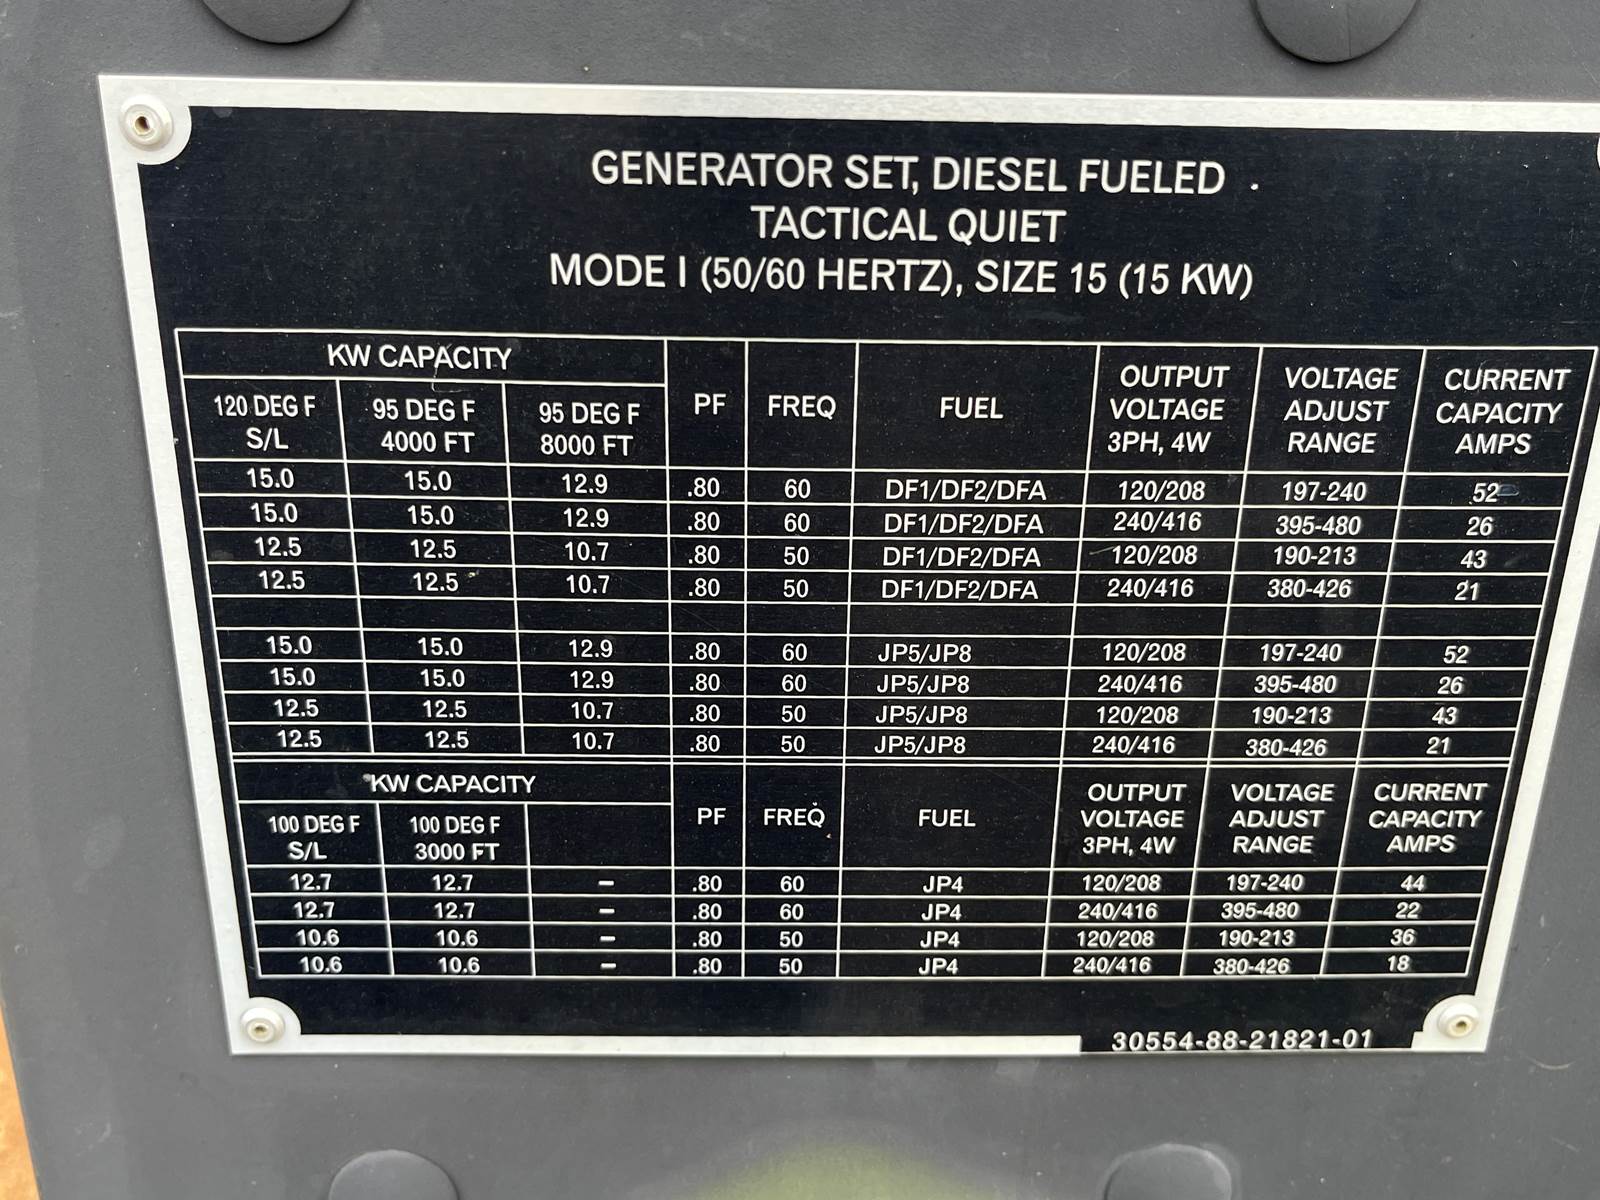 GENERATOR SET, DIESEL FUELED
TACTICAL QUIET
MODE I (50/60 HERTZ), SIZE 15 (15 KW)
KW CAPACITY
120 DEG F S/L 95 DEG F 4000 FT 95 DEG F 8000 FT PF FREQ FUEL OUTPUT VOLTAGE 3PH, 4W VOLTAGE ADJUST RANGE CURRENT CAPACITY AMPS
15.0 15.0 12.9 .80 60 DF1/DF2/DFA 120/208 197-240 52
15.0 15.0 12.9 .80 60 DF1/DF2/DFA 240/416 395-480 26
12.5 12.5 10.7 .80 50 DF1/DF2/DFA 120/208 190-213 43
12.5 12.5 10.7 .80 50 DF1/DF2/DFA 240/416 380-426 21
15.0 15.0 12.9 .80 60 JP5/JP8 120/208 197-240 52
15.0 15.0 12.9 .80 60 JP5/JP8 240/416 395-480 26
12.5 12.5 10.7 .80 50 JP5/JP8 120/208 190-213 43
12.5 12.5 10.7 .80 50 JP5/JP8 240/416 380-426 21
KW CAPACITY
100 DEG F S/L 100 DEG F 3000 FT PF FREQ FUEL OUTPUT VOLTAGE 3PH, 4W VOLTAGE ADJUST RANGE CURRENT CAPACITY AMPS
12.7 12.7 – .80 60 JP4 120/208 197-240 44
12.7 12.7 – .80 60 JP4 240/416 395-480 22
10.6 10.6 – .80 50 JP4 120/208 190-213 36
10.6 10.6 – .80 50 JP4 240/416 380-426 18
30554-88-21821-01